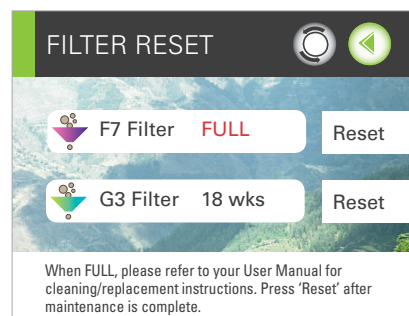 FILTER RESET
F7 Filter FULL Reset
G3 Filter 18 wks Reset
When FULL, please refer to your User Manual for
cleaning/replacement instructions. Press ‘Reset’ after
maintenance is complete.